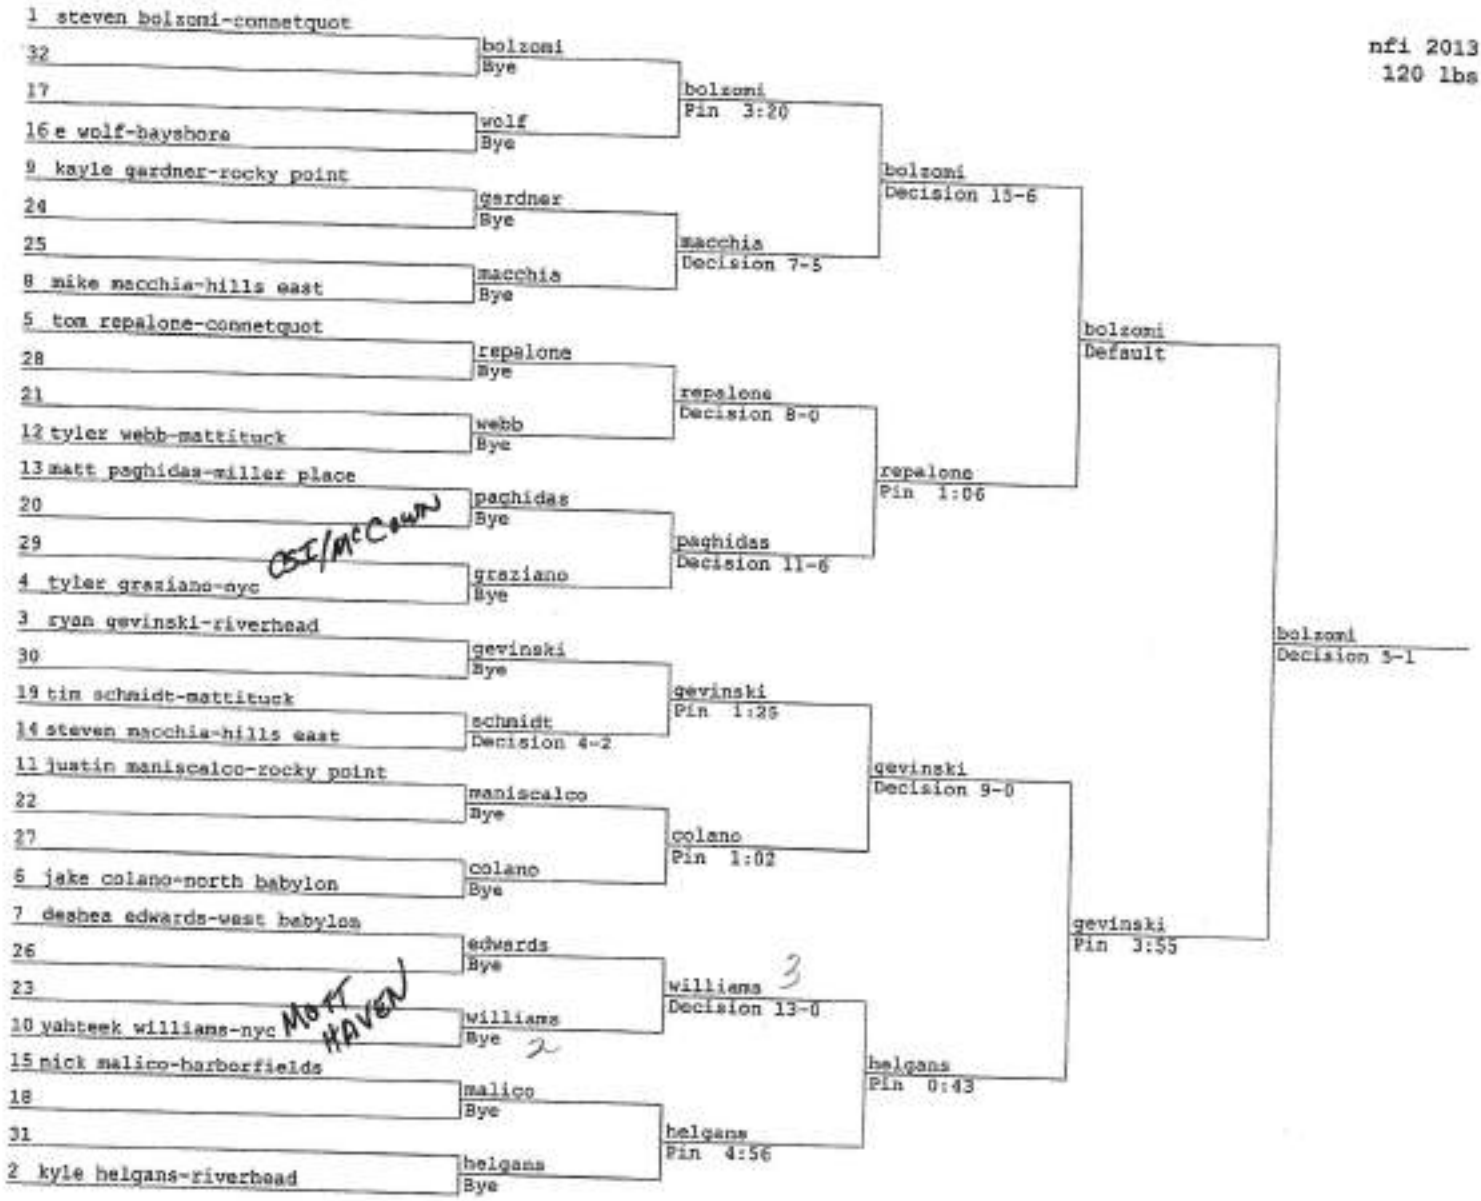 nfi 2013
120 lbs
1 steven bolzomi-connetquot
32
17
16 e wolf-bayshore
9 kayle gardner-rocky point
24
25
8 mike macchia-hills east
5 tom repalone-connetquot
28
21
12 tyler webb-mattituck
13 matt paghidas-miller place
20
29
4 tyler graziano-nyc
CSI/McCown
3 ryan gevinski-riverhead
30
19 tim schmidt-mattituck
14 steven macchia-hills east
11 justin maniscalco-rocky point
22
27
6 jake colano-north babylon
7 deshea edwards-west babylon
26
23
10 yahteek williams-nyc
MOTT
HAVEN
15 nick malico-harborfields
18
31
2 kyle helgans-riverhead
bolzomi
Bye
wolf
Bye
gardner
Bye
macchia
Bye
repalone
Bye
webb
Bye
paghidas
Bye
graziano
Bye
gevinski
Bye
schmidt
Decision 4-2
maniscalco
Bye
colano
Bye
edwards
Bye
williams
Bye 2
malico
Bye
helgans
Bye
bolzomi
Pin 3:20
macchia
Decision 7-5
repalone
Decision 8-0
paghidas
Decision 11-6
gevinski
Pin 1:25
colano
Pin 1:02
williams 3
Decision 13-0
helgans
Pin 4:56
bolzomi
Decision 15-6
repalone
Pin 1:06
gevinski
Decision 9-0
helgans
Pin 0:43
bolzomi
Default
gevinski
Pin 3:55
bolzomi
Decision 5-1